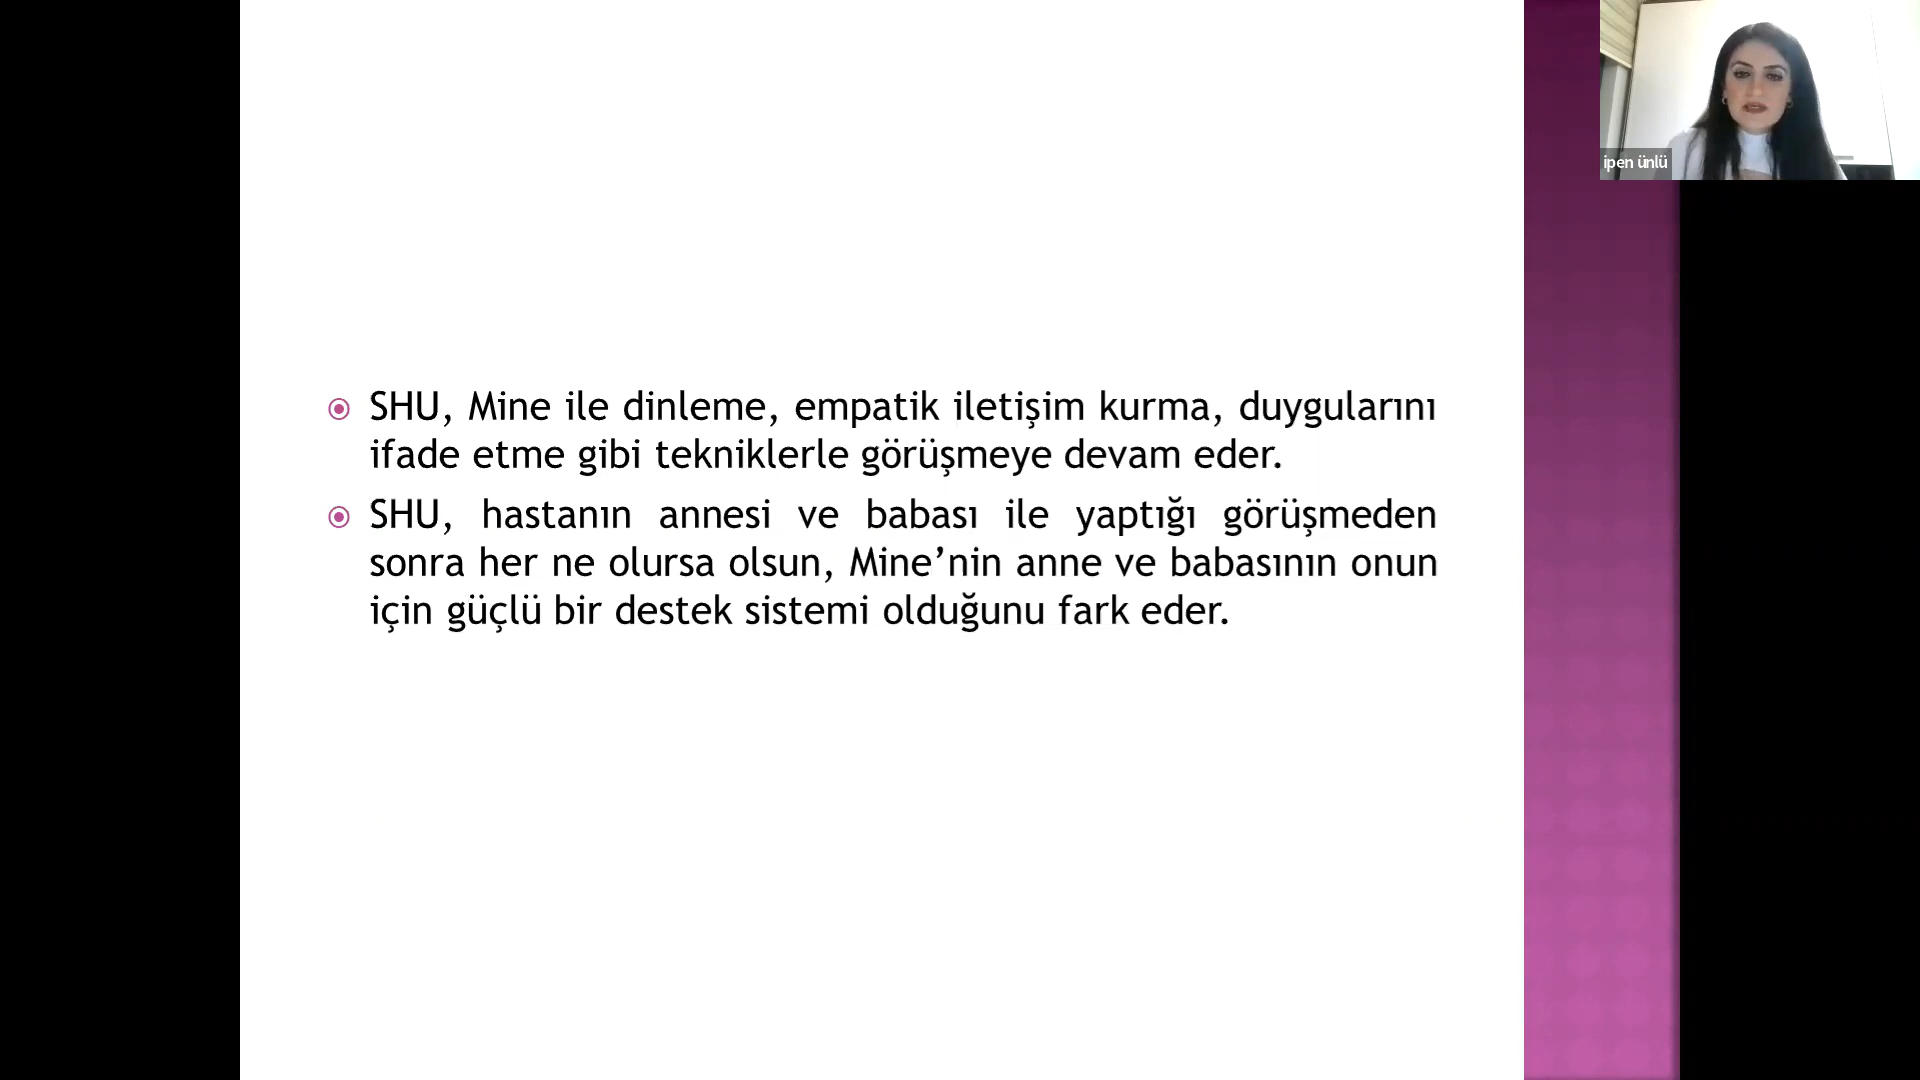 ipen ünlü
SHU, Mine ile dinleme, empatik iletişim kurma, duygularını
ifade etme gibi tekniklerle görüşmeye devam eder.
SHU, hastanın annesi ve babası ile yaptığı görüşmeden
sonra her ne olursa olsun, Mine’nin anne ve babasının onun
için güçlü bir destek sistemi olduğunu fark eder.